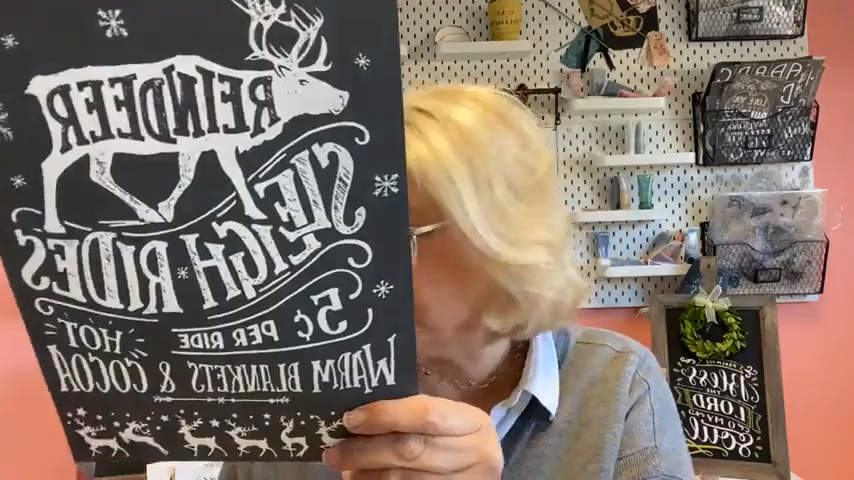 REINDEER
SLEIGH RIDES
5¢ PER RIDE
WARM BLANKETS & HOT COCOA
Bless
THE LORD
O MY
Soul